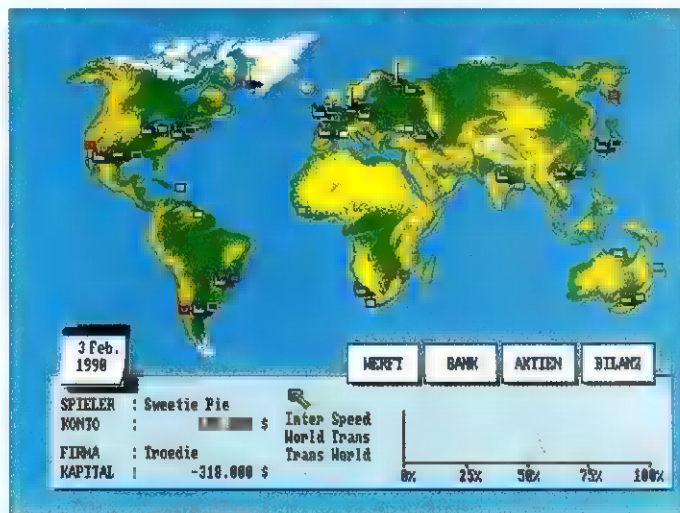 3 Feb.
1990
WERFT
BANK
AKTIEN
BILANZ
SPIELER : Sweetie Pie
KONTO : $
FIRMA : Troedie
KAPITAL : -318.000 $
Inter Speed
World Trans
Trans World
0% 25% 50% 75% 100%